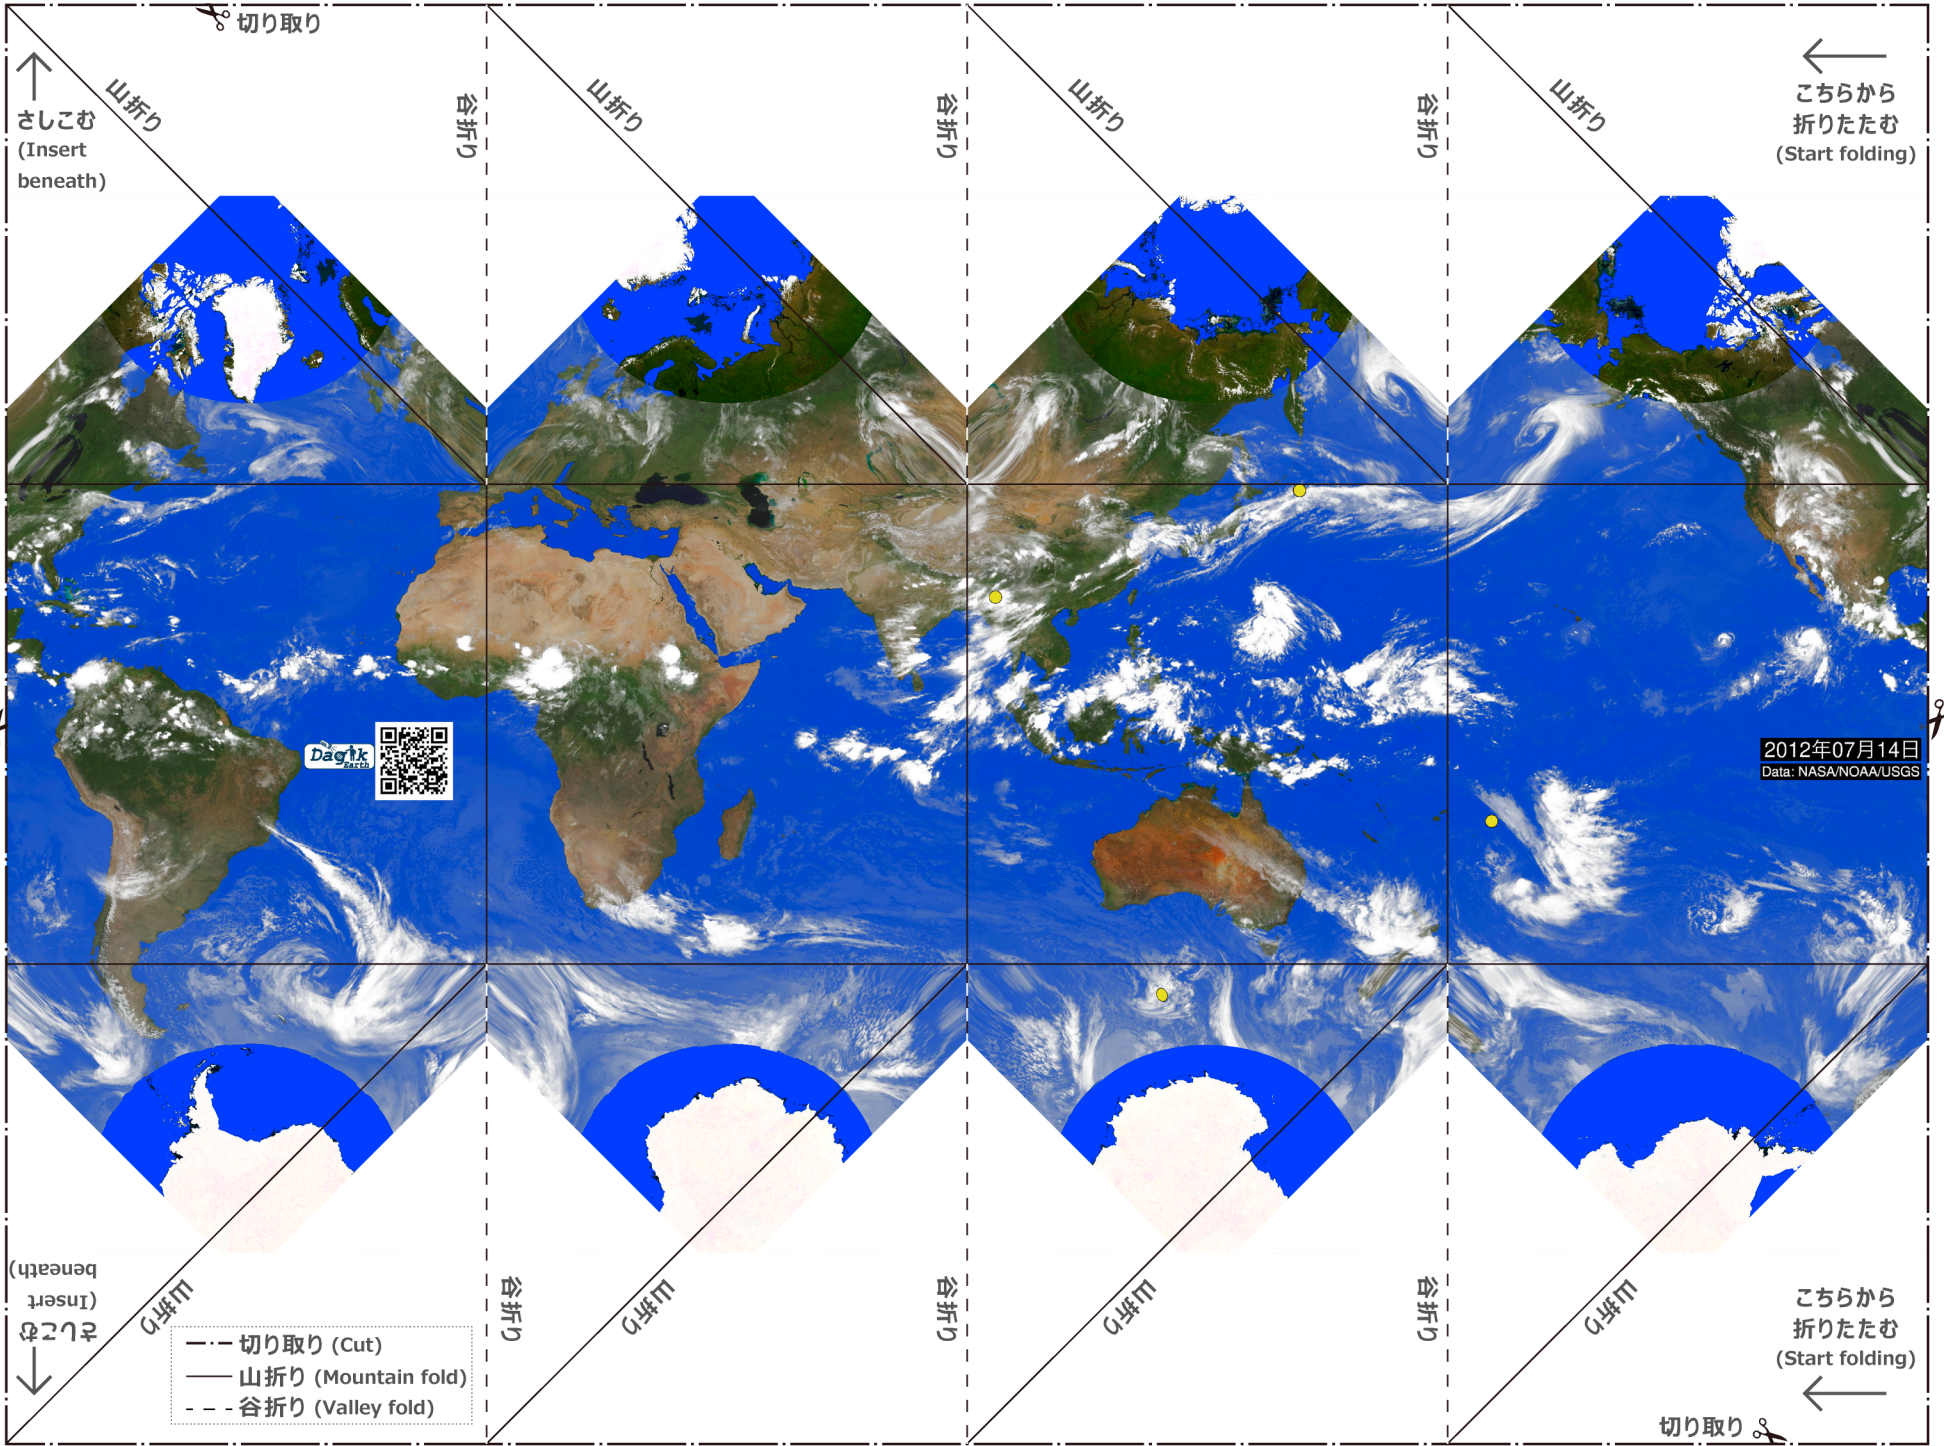 切り取り
山折り
谷折り
山折り
谷折り
山折り
谷折り
山折り
さしこむ
(Insert
beneath)
こちらから
折りたたむ
(Start folding)
Dagik
Earth
2012年07月14日
Data: NASA/NOAA/USGS
さしこむ
(Insert
beneath)
山折り
谷折り
山折り
谷折り
山折り
谷折り
山折り
こちらから
折りたたむ
(Start folding)
切り取り (Cut)
山折り (Mountain fold)
谷折り (Valley fold)
切り取り